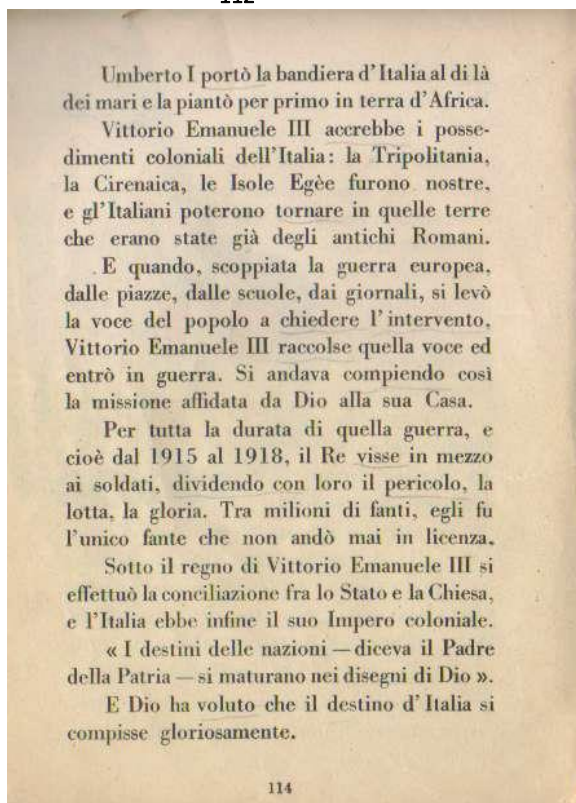 112
Umberto I portò la bandiera d'Italia al di là
dei mari e la piantò per primo in terra d'Africa.
Vittorio Emanuele III accrebbe i posse-
dimenti coloniali dell'Italia: la Tripolitania,
la Cirenaica, le Isole Egèe furono nostre,
e gl'Italiani poterono tornare in quelle terre
che erano state già degli antichi Romani.
E quando, scoppiata la guerra europea,
dalle piazze, dalle scuole, dai giornali, si levò
la voce del popolo a chiedere l'intervento,
Vittorio Emanuele III raccolse quella voce ed
entrò in guerra. Si andava compiendo così
la missione affidata da Dio alla sua Casa.
Per tutta la durata di quella guerra, e
cioè dal 1915 al 1918, il Re visse in mezzo
ai soldati, dividendo con loro il pericolo, la
lotta, la gloria. Tra milioni di fanti, egli fu
l'unico fante che non andò mai in licenza.
Sotto il regno di Vittorio Emanuele III si
effettuò la conciliazione fra lo Stato e la Chiesa,
e l'Italia ebbe infine il suo Impero coloniale.
« I destini delle nazioni — diceva il Padre
della Patria — si maturano nei disegni di Dio ».
E Dio ha voluto che il destino d'Italia si
compisse gloriosamente.
114